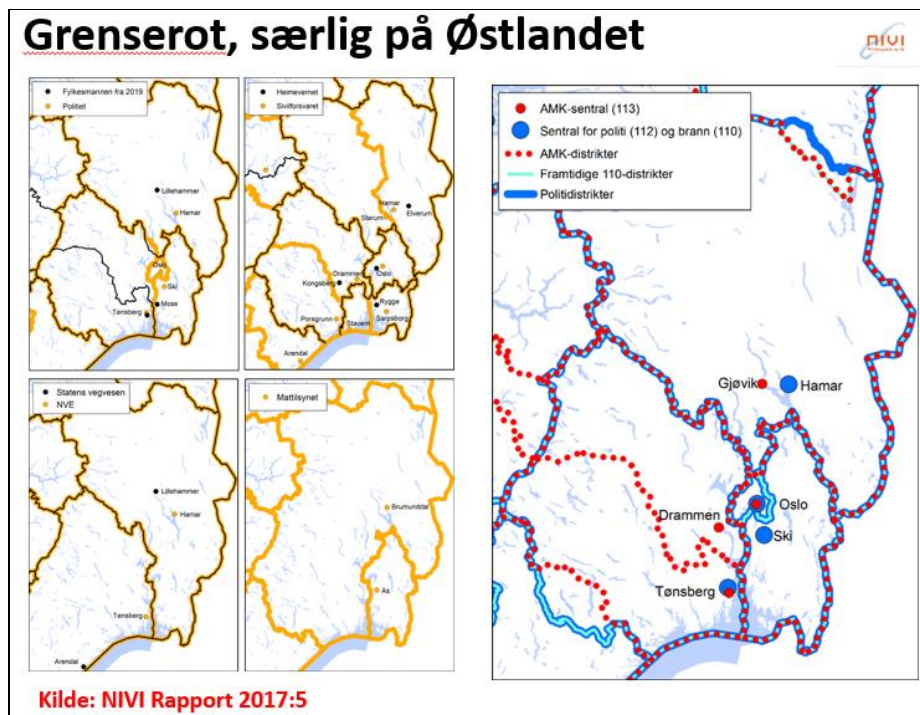 Grenserot, særlig på Østlandet
NIVI
Fylkesmannen fra 2019
Politiet
Lillehammer
Hamar
Oslo
Ski
Moss
Tønsberg
Heimevernet
Sivilforsvaret
Hamar
Elverum
Starum
Oslo
Drammen
Kongsberg
Rygge
Porsgrunn
Stavern
Sarpsborg
Arendal
Statens vegvesen
NVE
Lillehammer
Hamar
Tønsberg
Arendal
Mattilsynet
Brumunddal
Ås
AMK-sentral (113)
Sentral for politi (112) og brann (110)
AMK-distrikter
Framtidige 110-distrikter
Politidistrikter
Gjøvik
Hamar
Oslo
Drammen
Ski
Tønsberg
Kilde: NIVI Rapport 2017:5